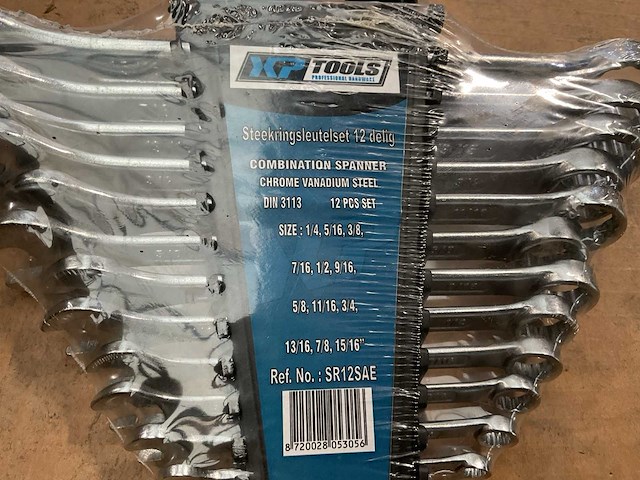 XP TOOLS
PROFESSIONAL HARDWARE
Steekringsleutelset 12 delig
COMBINATION SPANNER
CHROME VANADIUM STEEL
DIN 3113 12 PCS SET
SIZE : 1/4, 5/16, 3/8,
7/16, 1/2, 9/16,
5/8, 11/16, 3/4,
13/16, 7/8, 15/16"
Ref. No. : SR12SAE
8 720028 053056